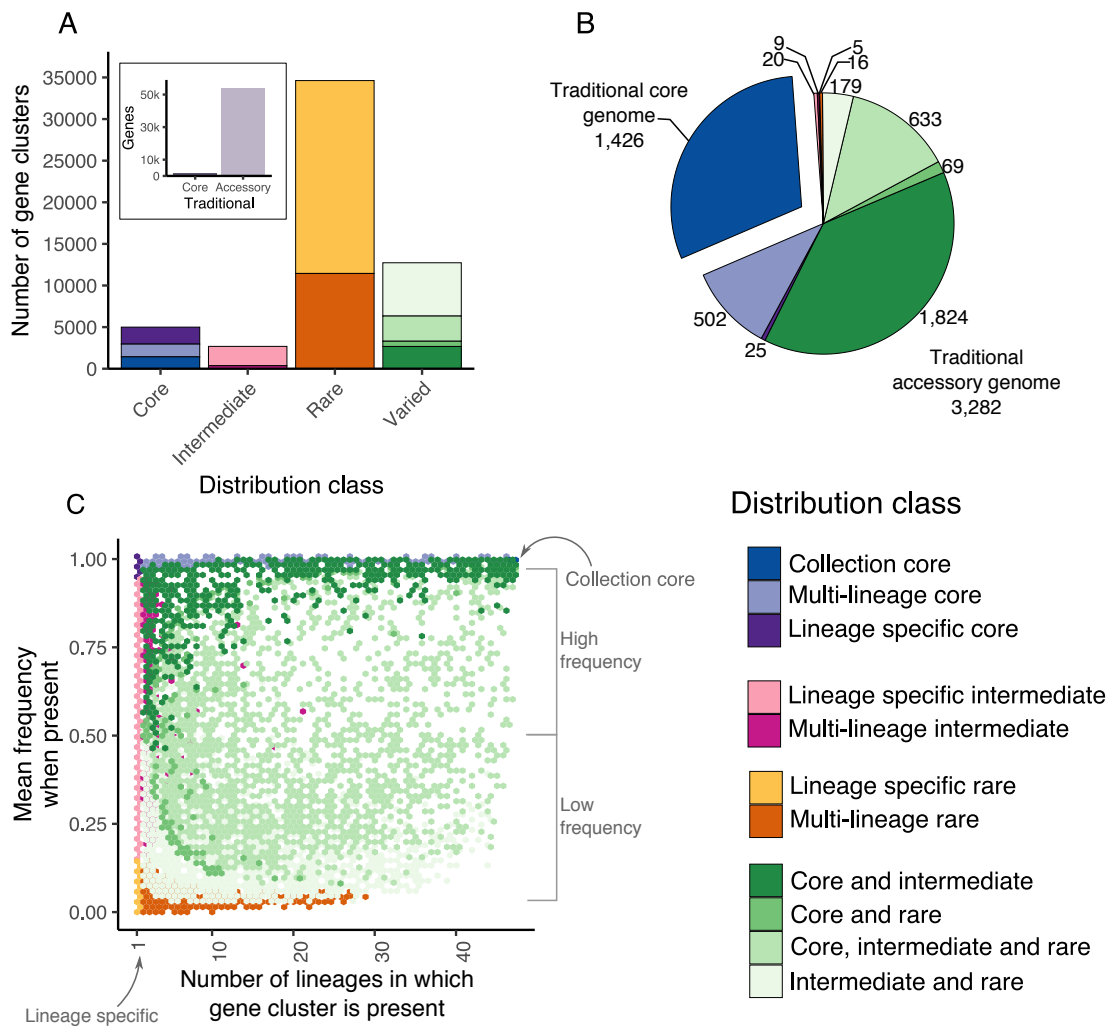 A
Number of gene clusters
35000
30000
25000
20000
15000
10000
5000
0
Genes
50k
30k
10k
Core
Accessory
Traditional
Core
Intermediate
Rare
Varied
Distribution class
B
Traditional core
genome
1,426
9
20
5
16
179
633
69
1,824
25
502
Traditional
accessory genome
3,282
C
Mean frequency
when present
1.00
0.75
0.50
0.25
0.00
1
10
20
30
40
Number of lineages in which
gene cluster is present
Lineage specific
Collection core
High
frequency
Low
frequency
Distribution class
Collection core
Multi-lineage core
Lineage specific core
Lineage specific intermediate
Multi-lineage intermediate
Lineage specific rare
Multi-lineage rare
Core and intermediate
Core and rare
Core, intermediate and rare
Intermediate and rare